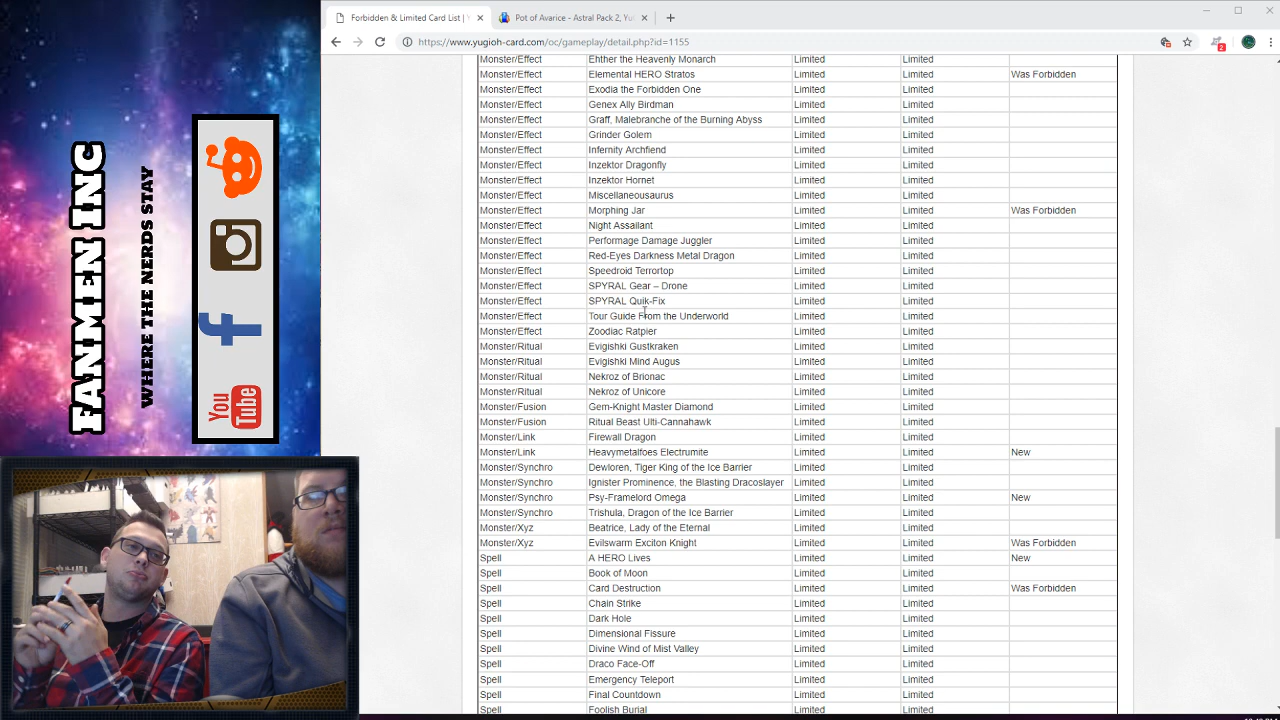 Forbidden & Limited Card List | Y
Pot of Avarice - Astral Pack 2, Yu
https://www.yugioh-card.com/oc/gameplay/detail.php?id=1155
2
Monster/Effect Ehther the Heavenly Monarch Limited Limited
Monster/Effect Elemental HERO Stratos Limited Limited Was Forbidden
Monster/Effect Exodia the Forbidden One Limited Limited
Monster/Effect Genex Ally Birdman Limited Limited
Monster/Effect Graff, Malebranche of the Burning Abyss Limited Limited
Monster/Effect Grinder Golem Limited Limited
Monster/Effect Infernity Archfiend Limited Limited
Monster/Effect Inzektor Dragonfly Limited Limited
Monster/Effect Inzektor Hornet Limited Limited
Monster/Effect Miscellaneousaurus Limited Limited
Monster/Effect Morphing Jar Limited Limited Was Forbidden
Monster/Effect Night Assailant Limited Limited
Monster/Effect Performage Damage Juggler Limited Limited
Monster/Effect Red-Eyes Darkness Metal Dragon Limited Limited
Monster/Effect Speedroid Terrortop Limited Limited
Monster/Effect SPYRAL Gear – Drone Limited Limited
Monster/Effect SPYRAL Quik-Fix Limited Limited
Monster/Effect Tour Guide From the Underworld Limited Limited
Monster/Effect Zoodiac Ratpier Limited Limited
Monster/Ritual Evigishki Gustkraken Limited Limited
Monster/Ritual Evigishki Mind Augus Limited Limited
Monster/Ritual Nekroz of Brionac Limited Limited
Monster/Ritual Nekroz of Unicore Limited Limited
Monster/Fusion Gem-Knight Master Diamond Limited Limited
Monster/Fusion Ritual Beast Ulti-Cannahawk Limited Limited
Monster/Link Firewall Dragon Limited Limited
Monster/Link Heavymetalfoes Electrumite Limited Limited New
Monster/Synchro Dewloren, Tiger King of the Ice Barrier Limited Limited
Monster/Synchro Ignister Prominence, the Blasting Dracoslayer Limited Limited
Monster/Synchro Psy-Framelord Omega Limited Limited New
Monster/Synchro Trishula, Dragon of the Ice Barrier Limited Limited
Monster/Xyz Beatrice, Lady of the Eternal Limited Limited
Monster/Xyz Evilswarm Exciton Knight Limited Limited Was Forbidden
Spell A HERO Lives Limited Limited New
Spell Book of Moon Limited Limited
Spell Card Destruction Limited Limited Was Forbidden
Spell Chain Strike Limited Limited
Spell Dark Hole Limited Limited
Spell Dimensional Fissure Limited Limited
Spell Divine Wind of Mist Valley Limited Limited
Spell Draco Face-Off Limited Limited
Spell Emergency Teleport Limited Limited
Spell Final Countdown Limited Limited
Spell Foolish Burial Limited Limited
FANMEN INC
WHERE THE NERDS STAY
You
Tube